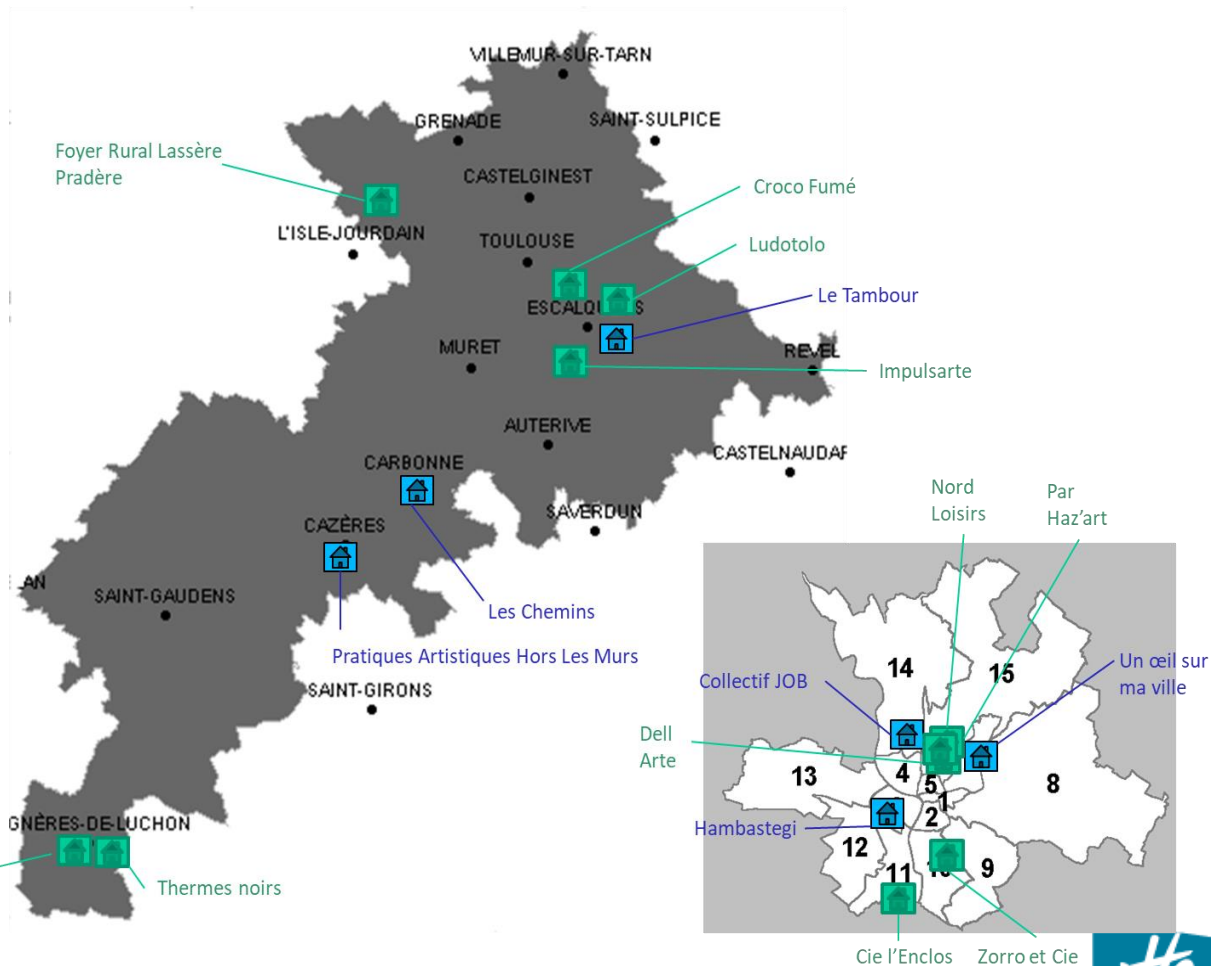 VILLEMUR-SUR-TARN
GRENADE
SAINT-SULPICE
Foyer Rural Lassère
Pradère
CASTELGINEST
Croco Fumé
L'ISLE-JOURDAIN
TOULOUSE
Ludotolo
Le Tambour
MURET
REVEL
Impulsarte
AUTERIVE
CASTELNAUDAR
CARBONNE
Nord
Loisirs
Par
Haz’art
CAZÈRES
SAVERDUN
SAINT-GAUDENS
Les Chemins
Pratiques Artistiques Hors Les Murs
SAINT-GIRONS
14
15
Collectif JOB
Un œil sur
ma ville
Dell
Arte
13
4
5
8
1
2
Hambastegi
12
11
9
GNÈRES-DE-LUCHON
Thermes noirs
Cie l’Enclos
Zorro et Cie